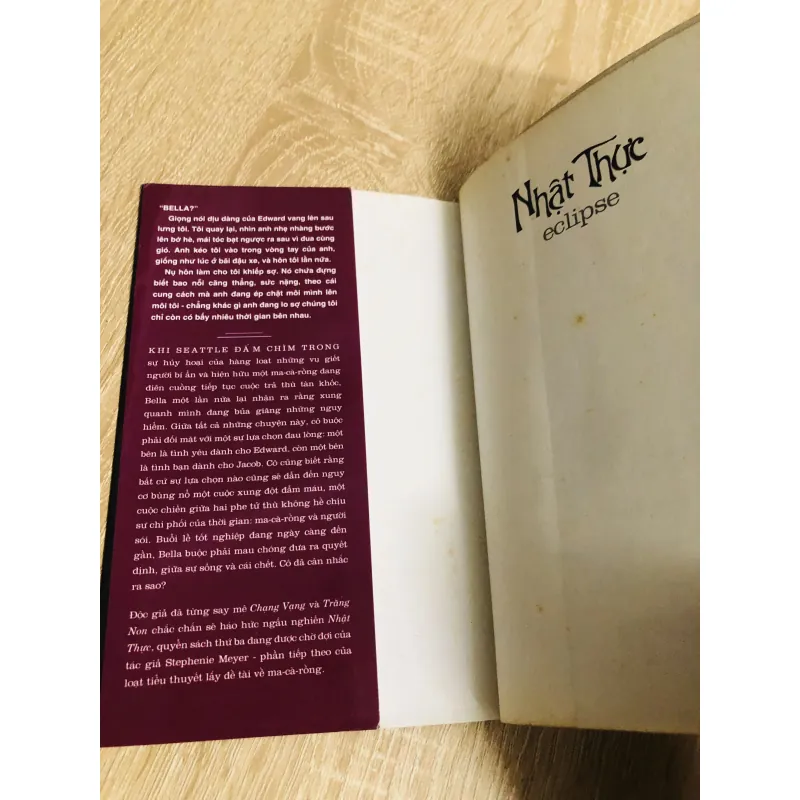 "BELLA?"
Giọng nói dịu dàng của Edward vang lên sau
lưng tôi. Tôi quay lại, nhìn anh nhẹ nhàng bước
lên bờ hè, mái tóc bạt ngược ra sau vì đua cùng
gió. Anh kéo tôi vào trong vòng tay của anh,
giống như lúc ở bãi đậu xe, và hôn tôi lần nữa.
Nụ hôn làm cho tôi khiếp sợ. Nó chứa đựng
biết bao nỗi căng thẳng, sức nặng, theo cái
cung cách mà anh đang ép chặt môi mình lên
môi tôi - chẳng khác gì anh đang lo sợ chúng tôi
chỉ còn có bấy nhiêu thời gian bên nhau.
KHI SEATTLE ĐẮM CHÌM TRONG
sự hủy hoại của hàng loạt những vụ giết
người bí ẩn và hiện hữu một ma-cà-rồng đang
điên cuồng tiếp tục cuộc trả thù tàn khốc,
Bella một lần nữa lại nhận ra rằng xung
quanh mình đang bủa giăng những nguy
hiểm. Giữa tất cả những chuyện này, cô buộc
phải đối mặt với một sự lựa chọn đau lòng: một
bên là tình yêu dành cho Edward, còn một bên
là tình bạn dành cho Jacob. Cô cũng biết rằng
bất cứ sự lựa chọn nào cũng sẽ dẫn đến nguy
cơ bùng nổ một cuộc xung đột đẫm máu, một
cuộc chiến giữa hai phe tử thù không hề chịu
sự chi phối của thời gian: ma-cà-rồng và người
sói. Buổi lễ tốt nghiệp đang ngày càng đến
gần, Bella buộc phải mau chóng đưa ra quyết
định, giữa sự sống và cái chết. Cô đã cân nhắc
ra sao?
Độc giả đã từng say mê Chạng Vạng và Trăng
Non chắc chắn sẽ háo hức ngấu nghiến Nhật
Thực, quyển sách thứ ba đang được chờ đợi của
tác giả Stephenie Meyer - phần tiếp theo của
loạt tiểu thuyết lấy đề tài về ma-cà-rồng.
Nhật Thực
eclipse